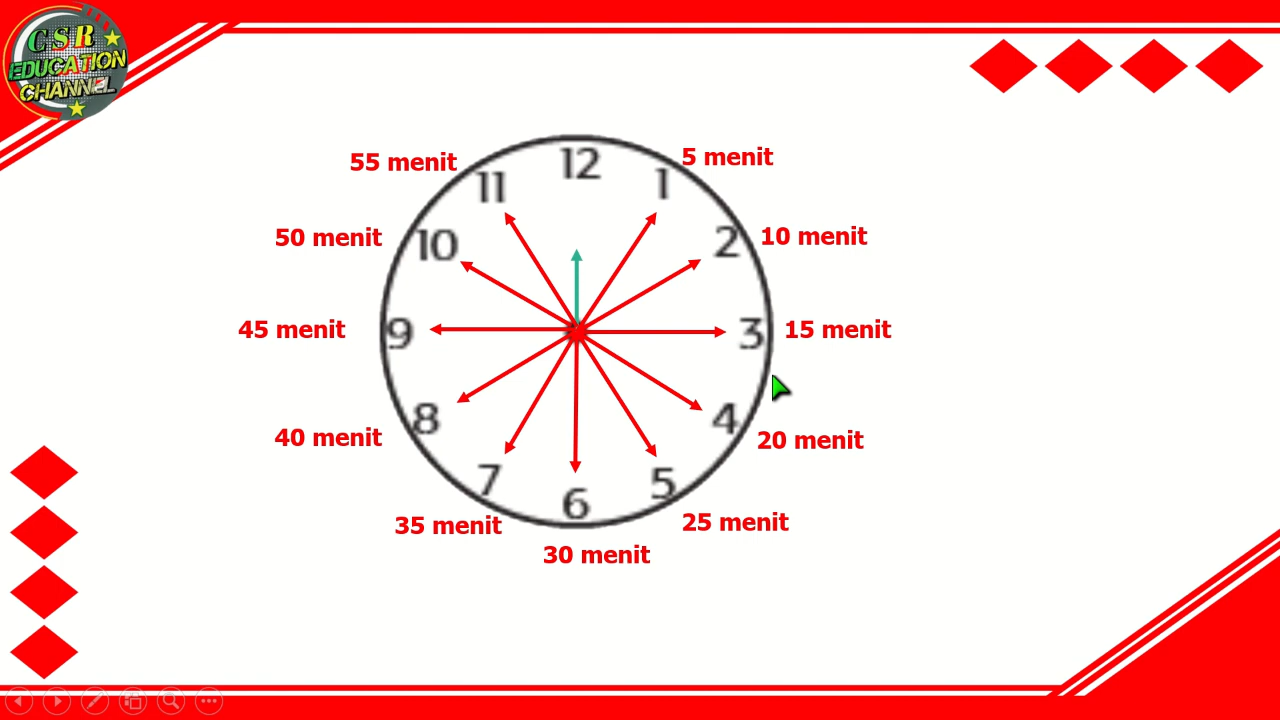 CSR
EDUCATION
CHANNEL
55 menit
5 menit
12
11
1
50 menit
10
2
10 menit
45 menit
9
3
15 menit
40 menit
8
4
20 menit
7
5
35 menit
6
25 menit
30 menit